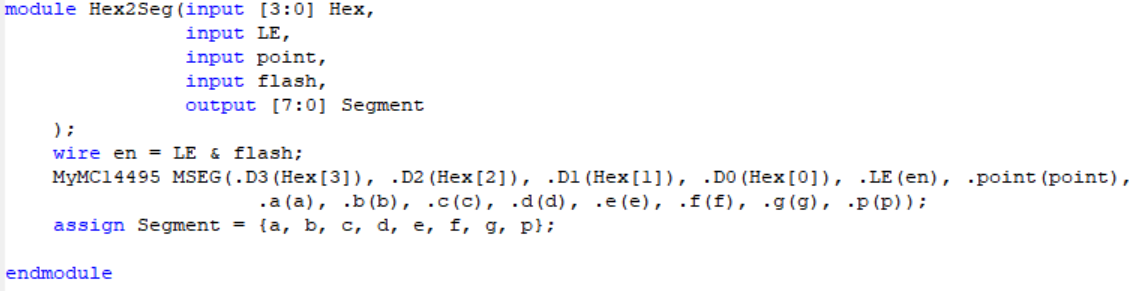 module Hex2Seg(input [3:0] Hex,
input LE,
input point,
input flash,
output [7:0] Segment
);
wire en = LE & flash;
MyMC14495 MSEG(.D3(Hex[3]), .D2(Hex[2]), .D1(Hex[1]), .D0(Hex[0]), .LE(en), .point(point),
.a(a), .b(b), .c(c), .d(d), .e(e), .f(f), .g(g), .p(p));
assign Segment = {a, b, c, d, e, f, g, p};
endmodule